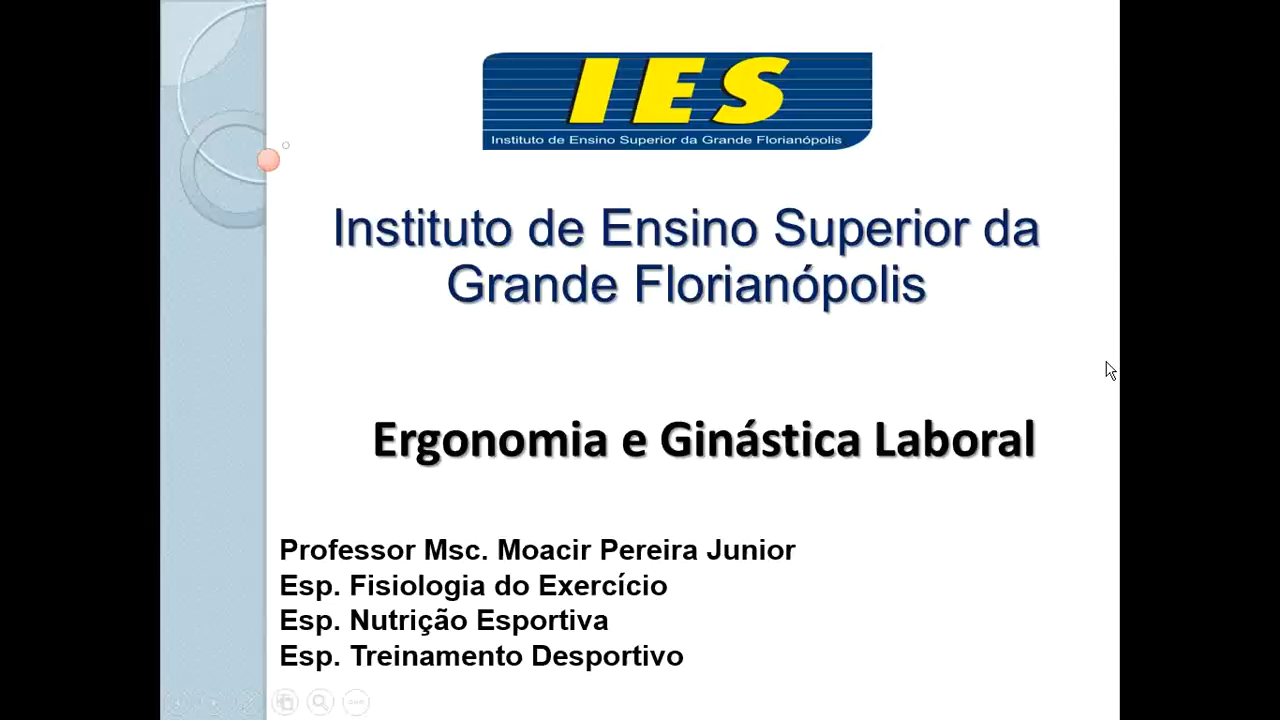 IES
Instituto de Ensino Superior da Grande Florianópolis
Instituto de Ensino Superior da
Grande Florianópolis
Ergonomia e Ginástica Laboral
Professor Msc. Moacir Pereira Junior
Esp. Fisiologia do Exercício
Esp. Nutrição Esportiva
Esp. Treinamento Desportivo